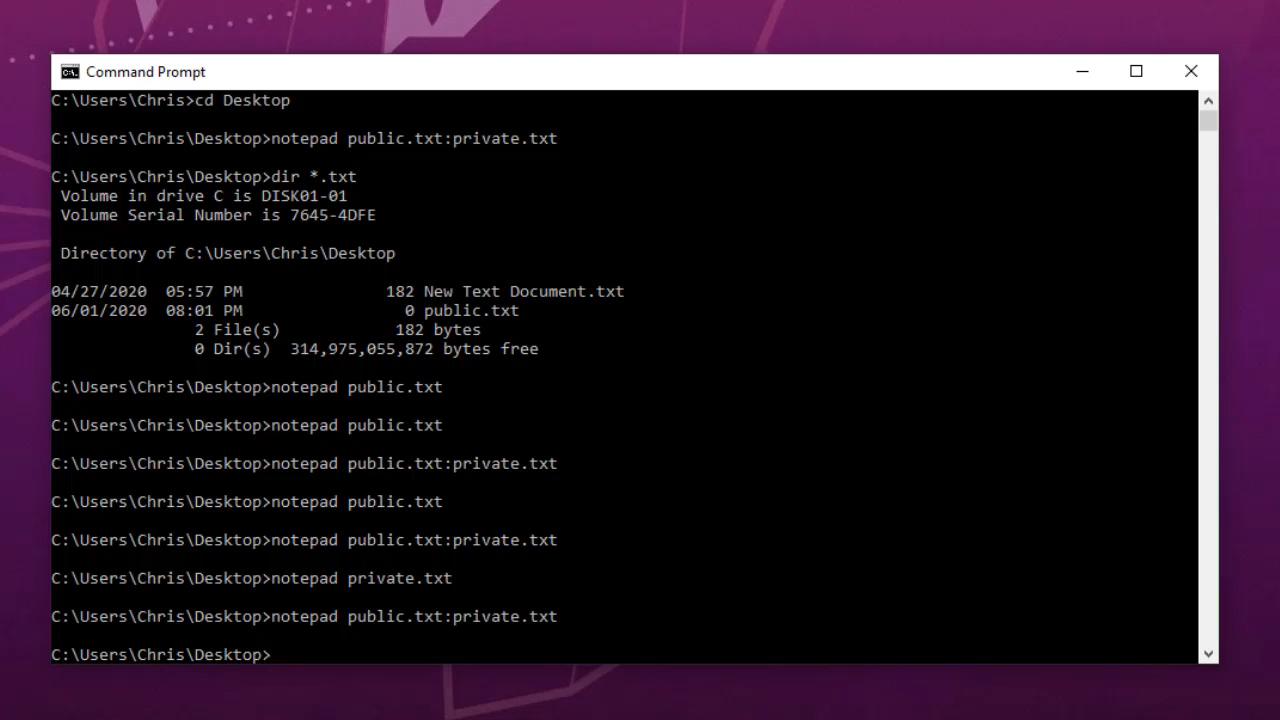 Command Prompt
C:\Users\Chris>cd Desktop
C:\Users\Chris\Desktop>notepad public.txt:private.txt
C:\Users\Chris\Desktop>dir *.txt
Volume in drive C is DISK01-01
Volume Serial Number is 7645-4DFE
Directory of C:\Users\Chris\Desktop
04/27/2020  05:57 PM               182 New Text Document.txt
06/01/2020  08:01 PM                 0 public.txt
2 File(s)            182 bytes
0 Dir(s)  314,975,055,872 bytes free
C:\Users\Chris\Desktop>notepad public.txt
C:\Users\Chris\Desktop>notepad public.txt
C:\Users\Chris\Desktop>notepad public.txt:private.txt
C:\Users\Chris\Desktop>notepad public.txt
C:\Users\Chris\Desktop>notepad public.txt:private.txt
C:\Users\Chris\Desktop>notepad private.txt
C:\Users\Chris\Desktop>notepad public.txt:private.txt
C:\Users\Chris\Desktop>